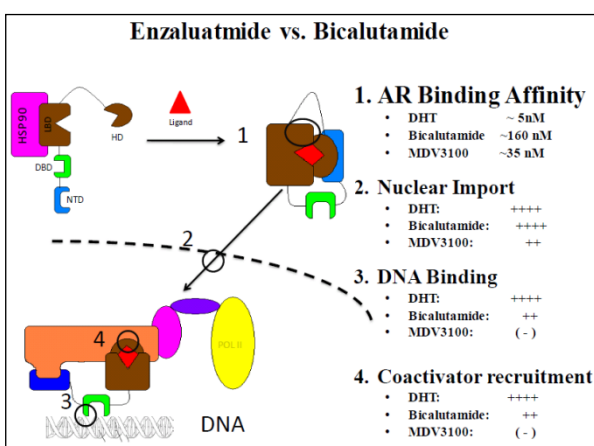 Enzaluatmide vs. Bicalutamide
HSP90
LBD
HD
DBD
NTD
Ligand
1
2
POL II
4
3
DNA
1. AR Binding Affinity
• DHT ~ 5nM
• Bicalutamide ~160 nM
• MDV3100 ~35 nM
2. Nuclear Import
• DHT: ++++
• Bicalutamide: ++++
• MDV3100: ++
3. DNA Binding
• DHT: ++++
• Bicalutamide: ++
• MDV3100: (-)
4. Coactivator recruitment
• DHT: ++++
• Bicalutamide: ++
• MDV3100: (-)